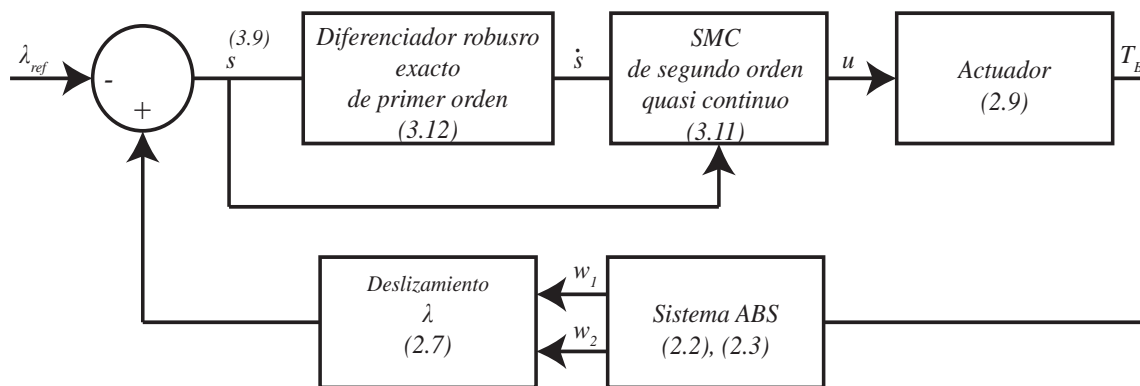 λref
-
+
(3.9)
s
Diferenciador robusro
exacto
de primer orden
(3.12)
ṡ
SMC
de segundo orden
quasi continuo
(3.11)
u
Actuador
(2.9)
TB
Deslizamiento
λ
(2.7)
w1
w2
Sistema ABS
(2.2), (2.3)